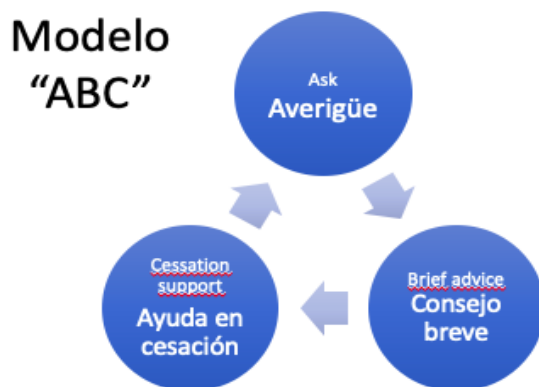 Modelo
“ABC”
Ask
Averigüe
Brief advice
Consejo
breve
Cessation
support
Ayuda en
cesación